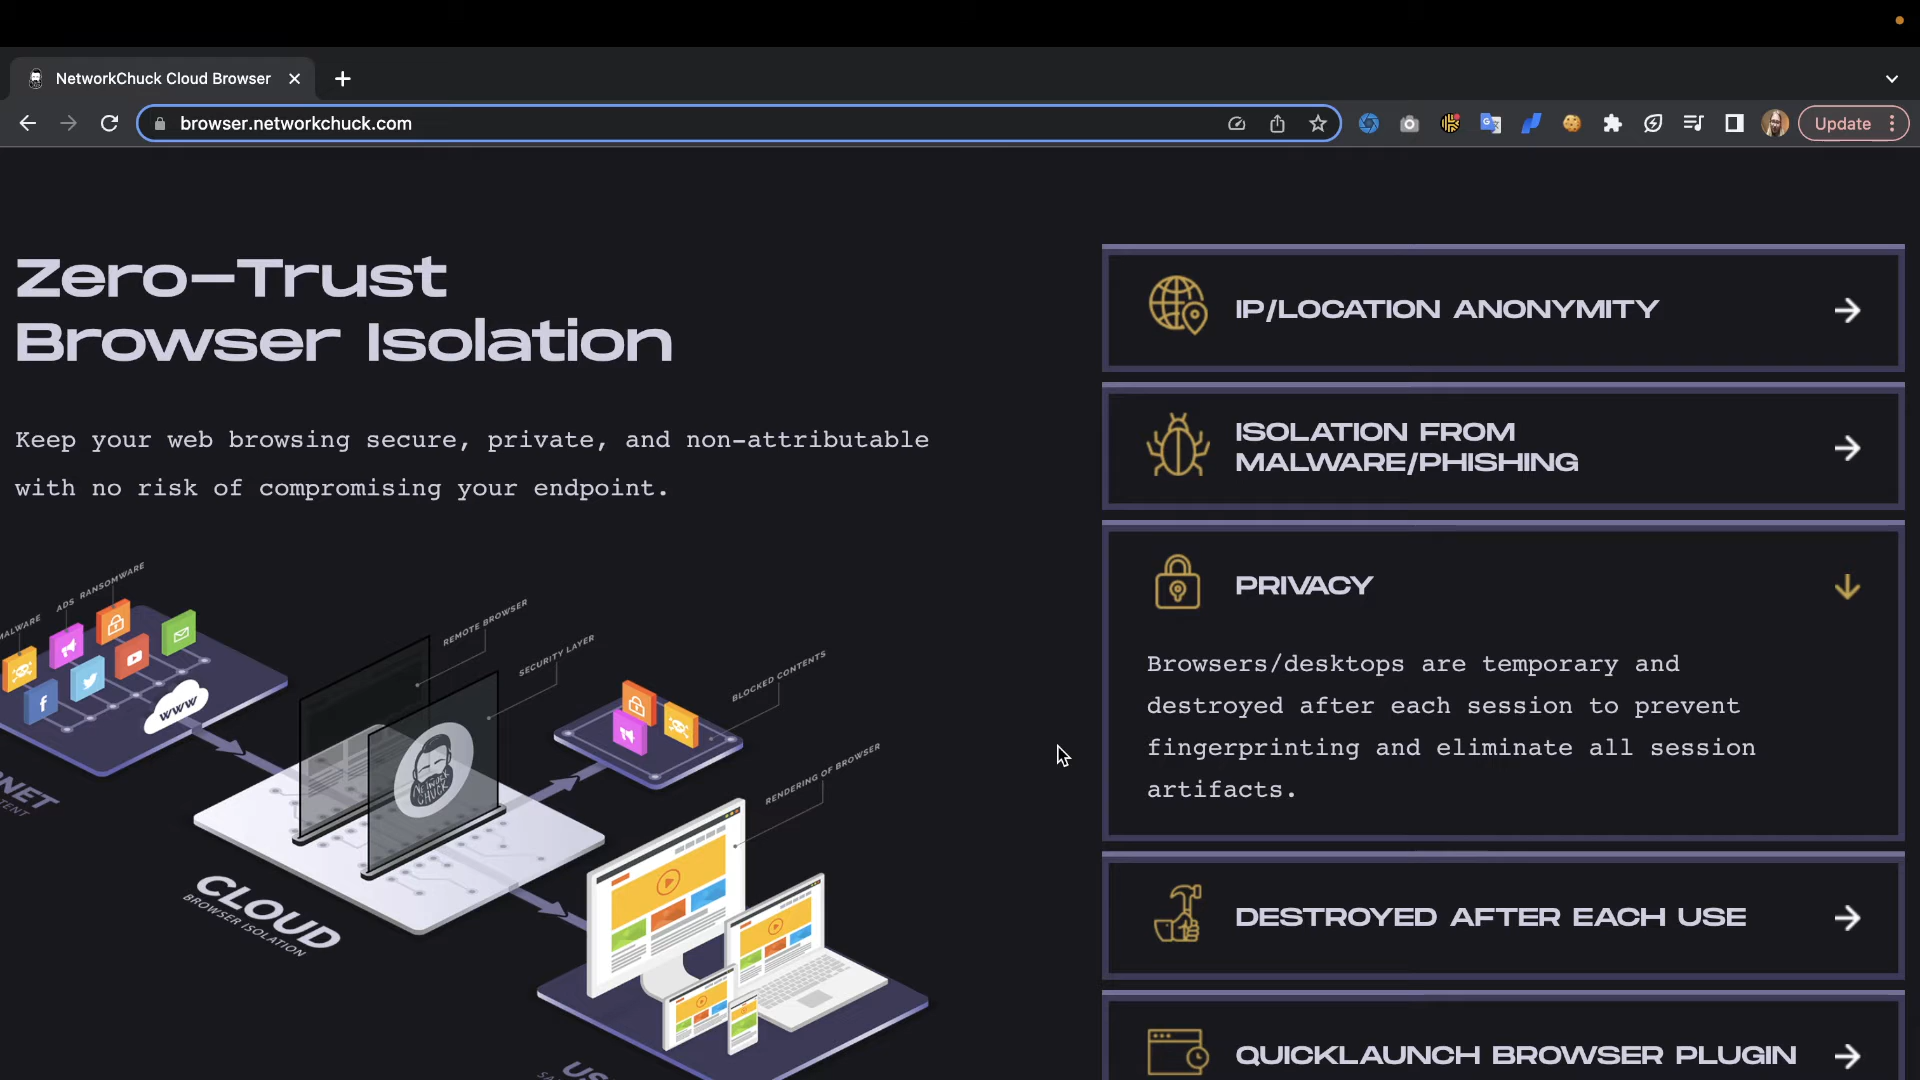 NetworkChuck Cloud Browser
browser.networkchuck.com
Update
Zero-Trust
Browser Isolation
Keep your web browsing secure, private, and non-attributable
with no risk of compromising your endpoint.
MALWARE
ADS
RANSOMWARE
REMOTE BROWSER
SECURITY LAYER
BLOCKED CONTENTS
RENDERING OF BROWSER
WWW
NETWORK
CHUCK
CLOUD
BROWSER ISOLATION
IP/LOCATION ANONYMITY
ISOLATION FROM
MALWARE/PHISHING
PRIVACY
Browsers/desktops are temporary and
destroyed after each session to prevent
fingerprinting and eliminate all session
artifacts.
DESTROYED AFTER EACH USE
QUICKLAUNCH BROWSER PLUGIN